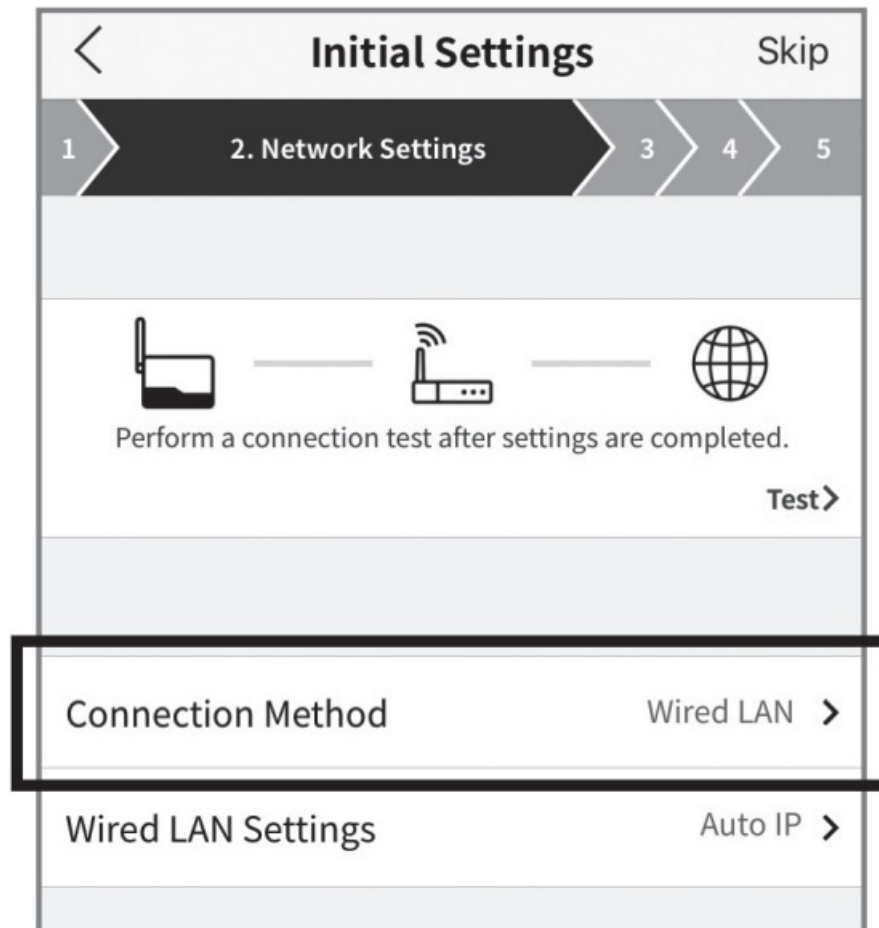 Initial Settings Skip
1 2. Network Settings 3 4 5
Perform a connection test after settings are completed.
Test
Connection Method Wired LAN
Wired LAN Settings Auto IP